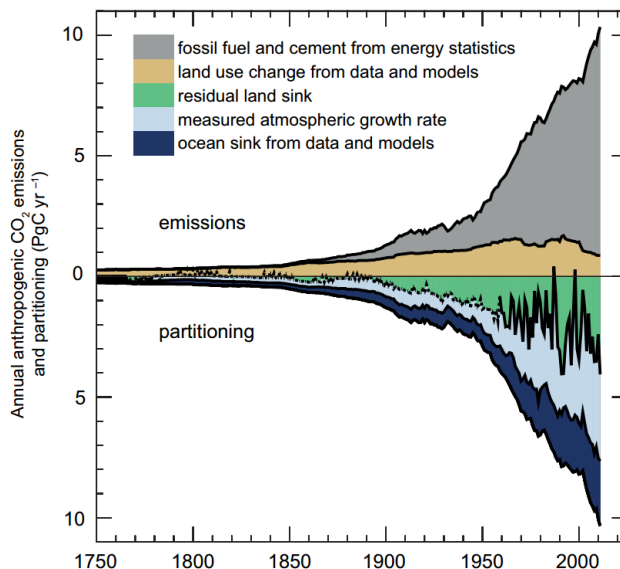 10
fossil fuel and cement from energy statistics
land use change from data and models
residual land sink
measured atmospheric growth rate
ocean sink from data and models
5
emissions
0
partitioning
5
10
Annual anthropogenic CO₂ emissions
and partitioning (PgC yr ⁻¹)
1750 1800 1850 1900 1950 2000